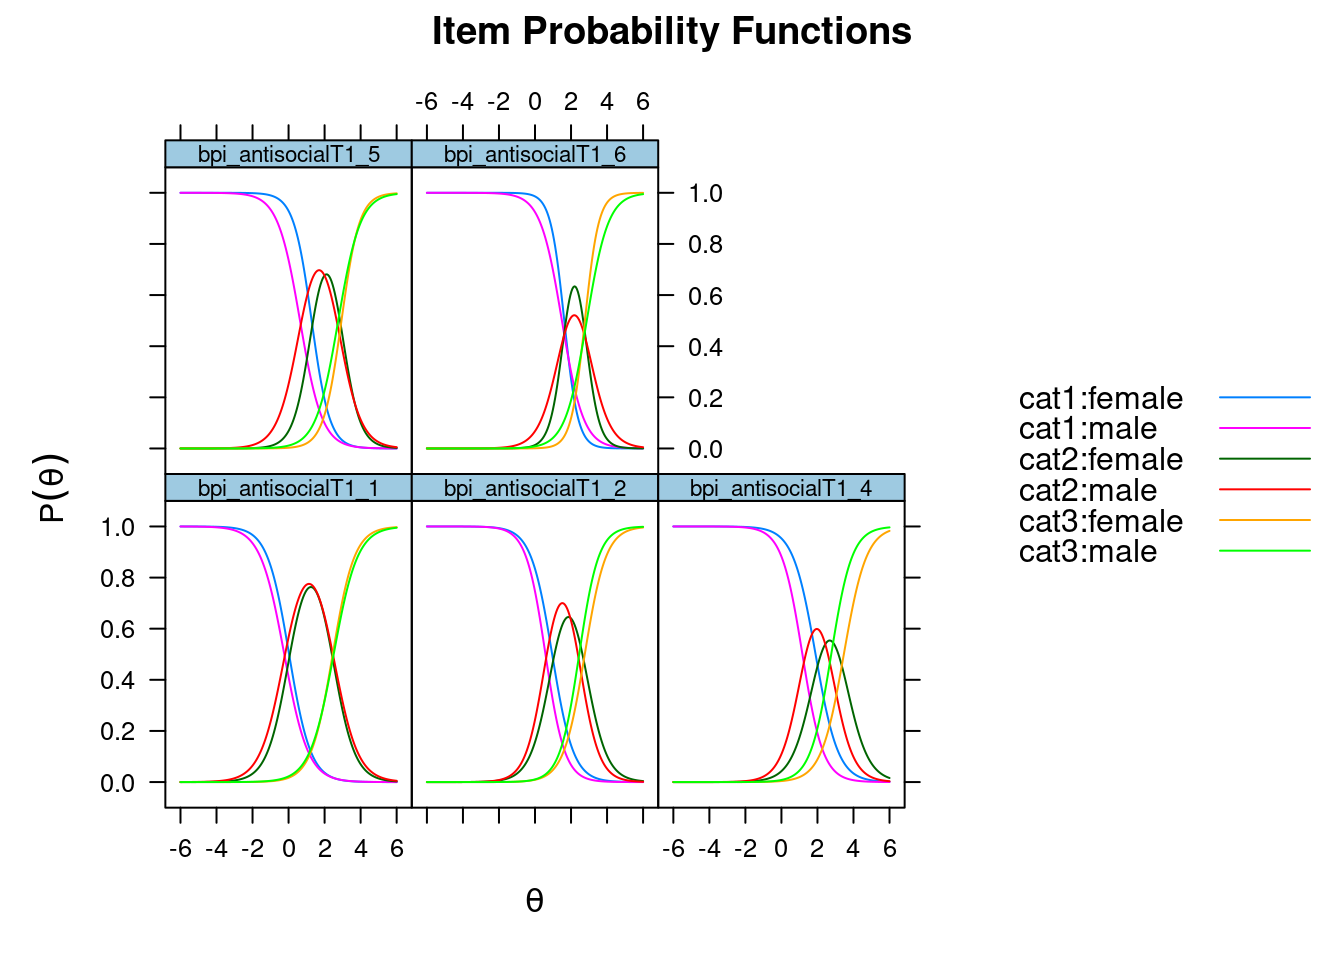 Item Probability Functions
-6 -4 -2 0 2 4 6
bpi_antisocialT1_5 bpi_antisocialT1_6
1.0
0.8
0.6
0.4
0.2
0.0
bpi_antisocialT1_1 bpi_antisocialT1_2 bpi_antisocialT1_4
1.0
0.8
0.6
0.4
0.2
0.0
P(θ)
-6 -4 -2 0 2 4 6 -6 -4 -2 0 2 4 6
θ
cat1:female
cat1:male
cat2:female
cat2:male
cat3:female
cat3:male